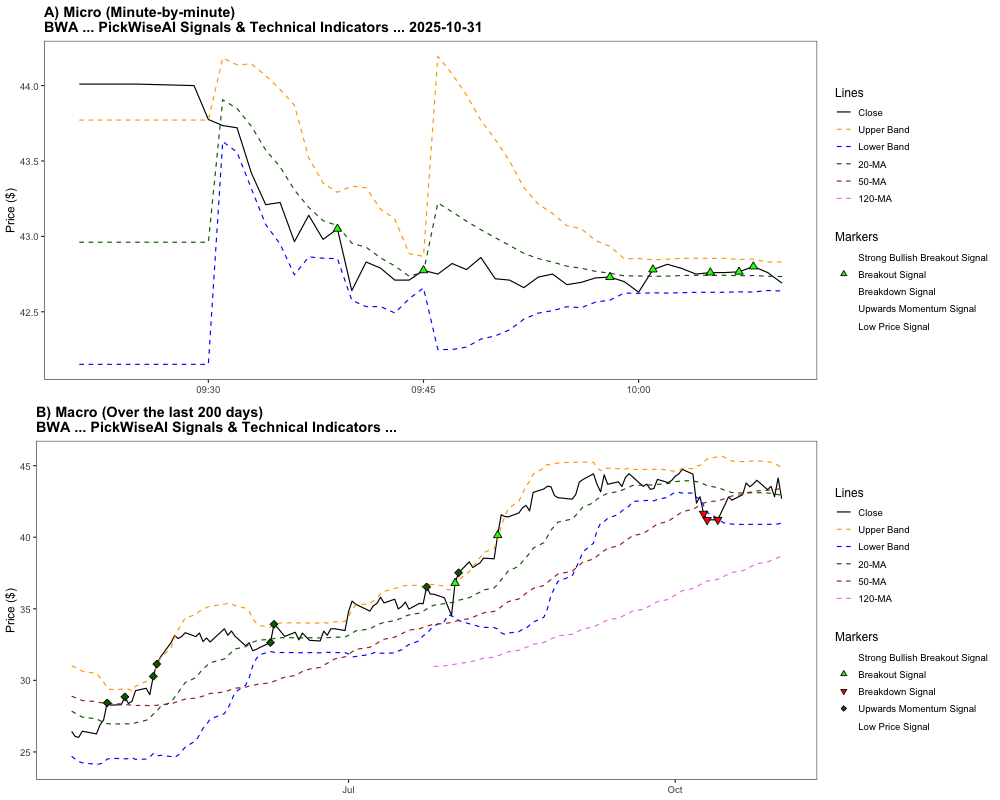 A) Micro (Minute-by-minute)
BWA ... PickWiseAI Signals & Technical Indicators ... 2025-10-31
Price ($)
44.0
43.5
43.0
42.5
09:30
09:45
10:00
Lines
Close
Upper Band
Lower Band
20-MA
50-MA
120-MA
Markers
Strong Bullish Breakout Signal
Breakout Signal
Breakdown Signal
Upwards Momentum Signal
Low Price Signal
B) Macro (Over the last 200 days)
BWA ... PickWiseAI Signals & Technical Indicators ...
Price ($)
45
40
35
30
25
Jul
Oct
Lines
Close
Upper Band
Lower Band
20-MA
50-MA
120-MA
Markers
Strong Bullish Breakout Signal
Breakout Signal
Breakdown Signal
Upwards Momentum Signal
Low Price Signal